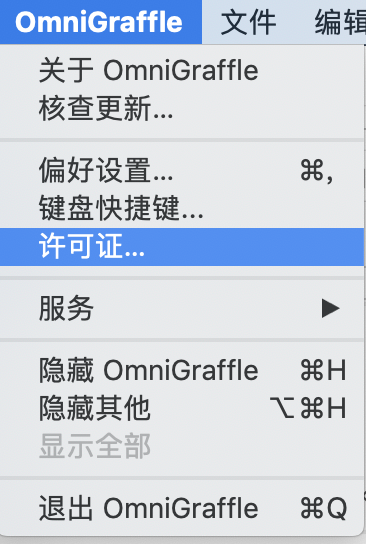 OmniGraffle 文件
关于 OmniGraffle
核查更新...
偏好设置... ⌘,
键盘快捷键...
许可证...
服务 ▶
隐藏 OmniGraffle ⌘H
隐藏其他 ⌥⌘H
显示全部
退出 OmniGraffle ⌘Q